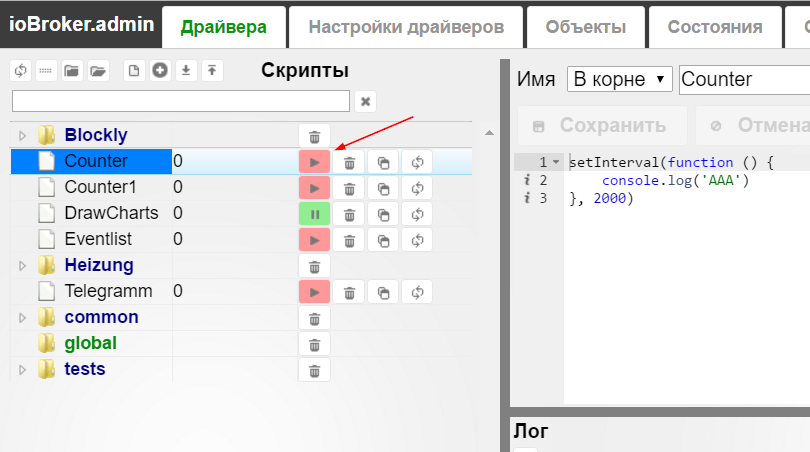 ioBroker.admin Драйвера Настройки драйверов Объекты Состояния
Скрипты
Имя В корне Counter
Сохранить Отмена
Blockly
Counter 0
Counter1 0
DrawCharts 0
Eventlist 0
Heizung
Telegramm 0
common
global
tests
1 setInterval(function () {
i 2 console.log('AAA')
i 3 }, 2000)
Лог